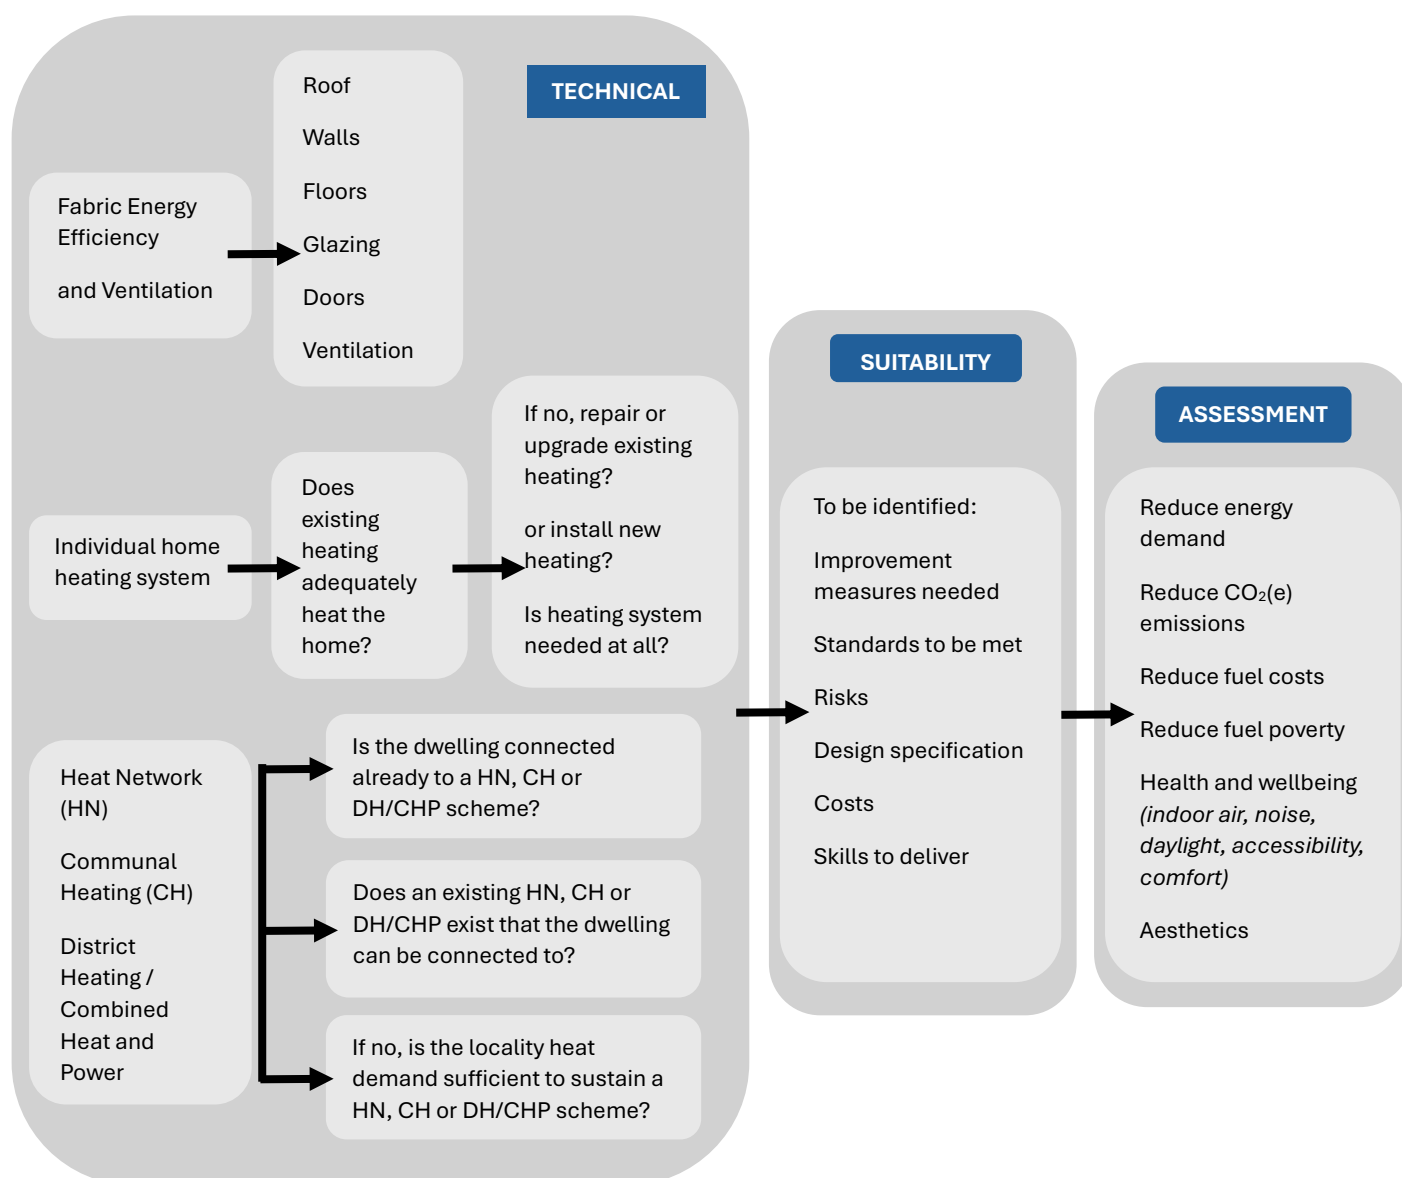 TECHNICAL
Fabric Energy
Efficiency
and Ventilation
Roof
Walls
Floors
Glazing
Doors
Ventilation
Individual home
heating system
Does
existing
heating
adequately
heat the
home?
If no, repair or
upgrade existing
heating?
or install new
heating?
Is heating system
needed at all?
Heat Network
(HN)
Communal
Heating (CH)
District
Heating /
Combined
Heat and
Power
Is the dwelling connected
already to a HN, CH or
DH/CHP scheme?
Does an existing HN, CH or
DH/CHP exist that the dwelling
can be connected to?
If no, is the locality heat
demand sufficient to sustain a
HN, CH or DH/CHP scheme?
SUITABILITY
To be identified:
Improvement
measures needed
Standards to be met
Risks
Design specification
Costs
Skills to deliver
ASSESSMENT
Reduce energy
demand
Reduce CO₂(e)
emissions
Reduce fuel costs
Reduce fuel poverty
Health and wellbeing
(indoor air, noise,
daylight, accessibility,
comfort)
Aesthetics